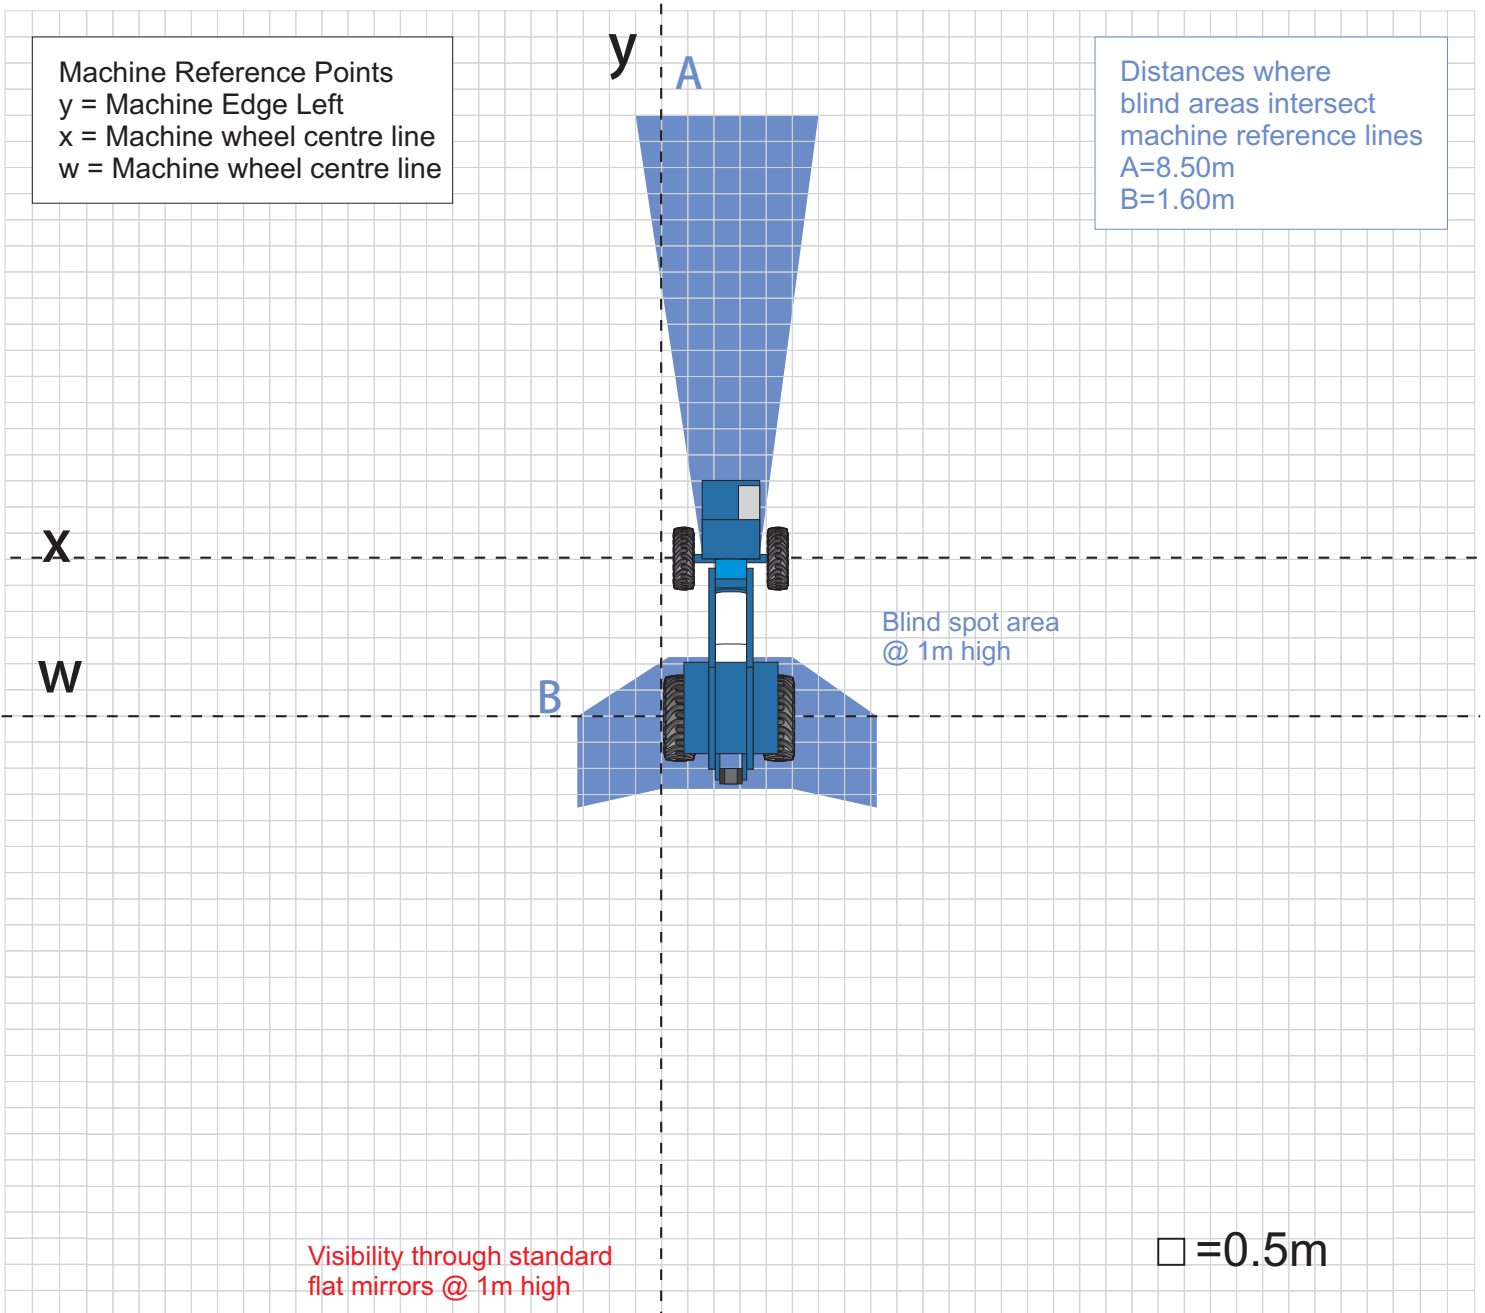 Machine Reference Points
y = Machine Edge Left
x = Machine wheel centre line
w = Machine wheel centre line
y
A
Distances where
blind areas intersect
machine reference lines
A=8.50m
B=1.60m
x
Blind spot area
@ 1m high
w
B
Visibility through standard
flat mirrors @ 1m high
=0.5m